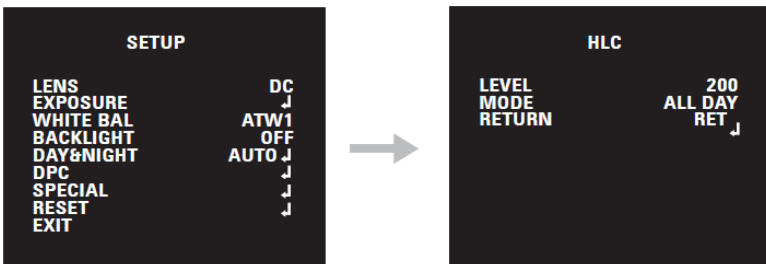 SETUP
LENS DC
EXPOSURE ↲
WHITE BAL ATW1
BACKLIGHT OFF
DAY&NIGHT AUTO ↲
DPC ↲
SPECIAL ↲
RESET ↲
EXIT
HLC
LEVEL 200
MODE ALL DAY
RETURN RET ↲